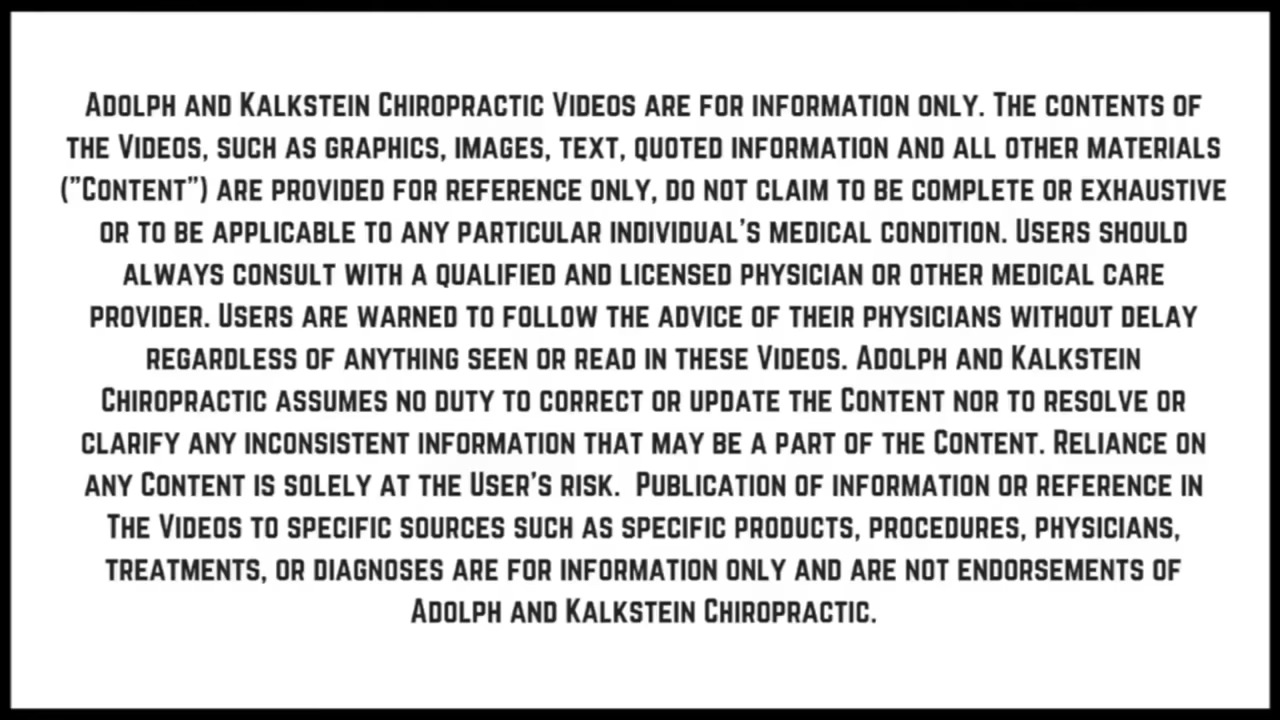 Adolph and Kalkstein Chiropractic Videos are for information only. The contents of
the Videos, such as graphics, images, text, quoted information and all other materials
("Content") are provided for reference only, do not claim to be complete or exhaustive
or to be applicable to any particular individual's medical condition. Users should
always consult with a qualified and licensed physician or other medical care
provider. Users are warned to follow the advice of their physicians without delay
regardless of anything seen or read in these Videos. Adolph and Kalkstein
Chiropractic assumes no duty to correct or update the Content nor to resolve or
clarify any inconsistent information that may be a part of the Content. Reliance on
any Content is solely at the User's risk.  Publication of information or reference in
The Videos to specific sources such as specific products, procedures, physicians,
treatments, or diagnoses are for information only and are not endorsements of
Adolph and Kalkstein Chiropractic.